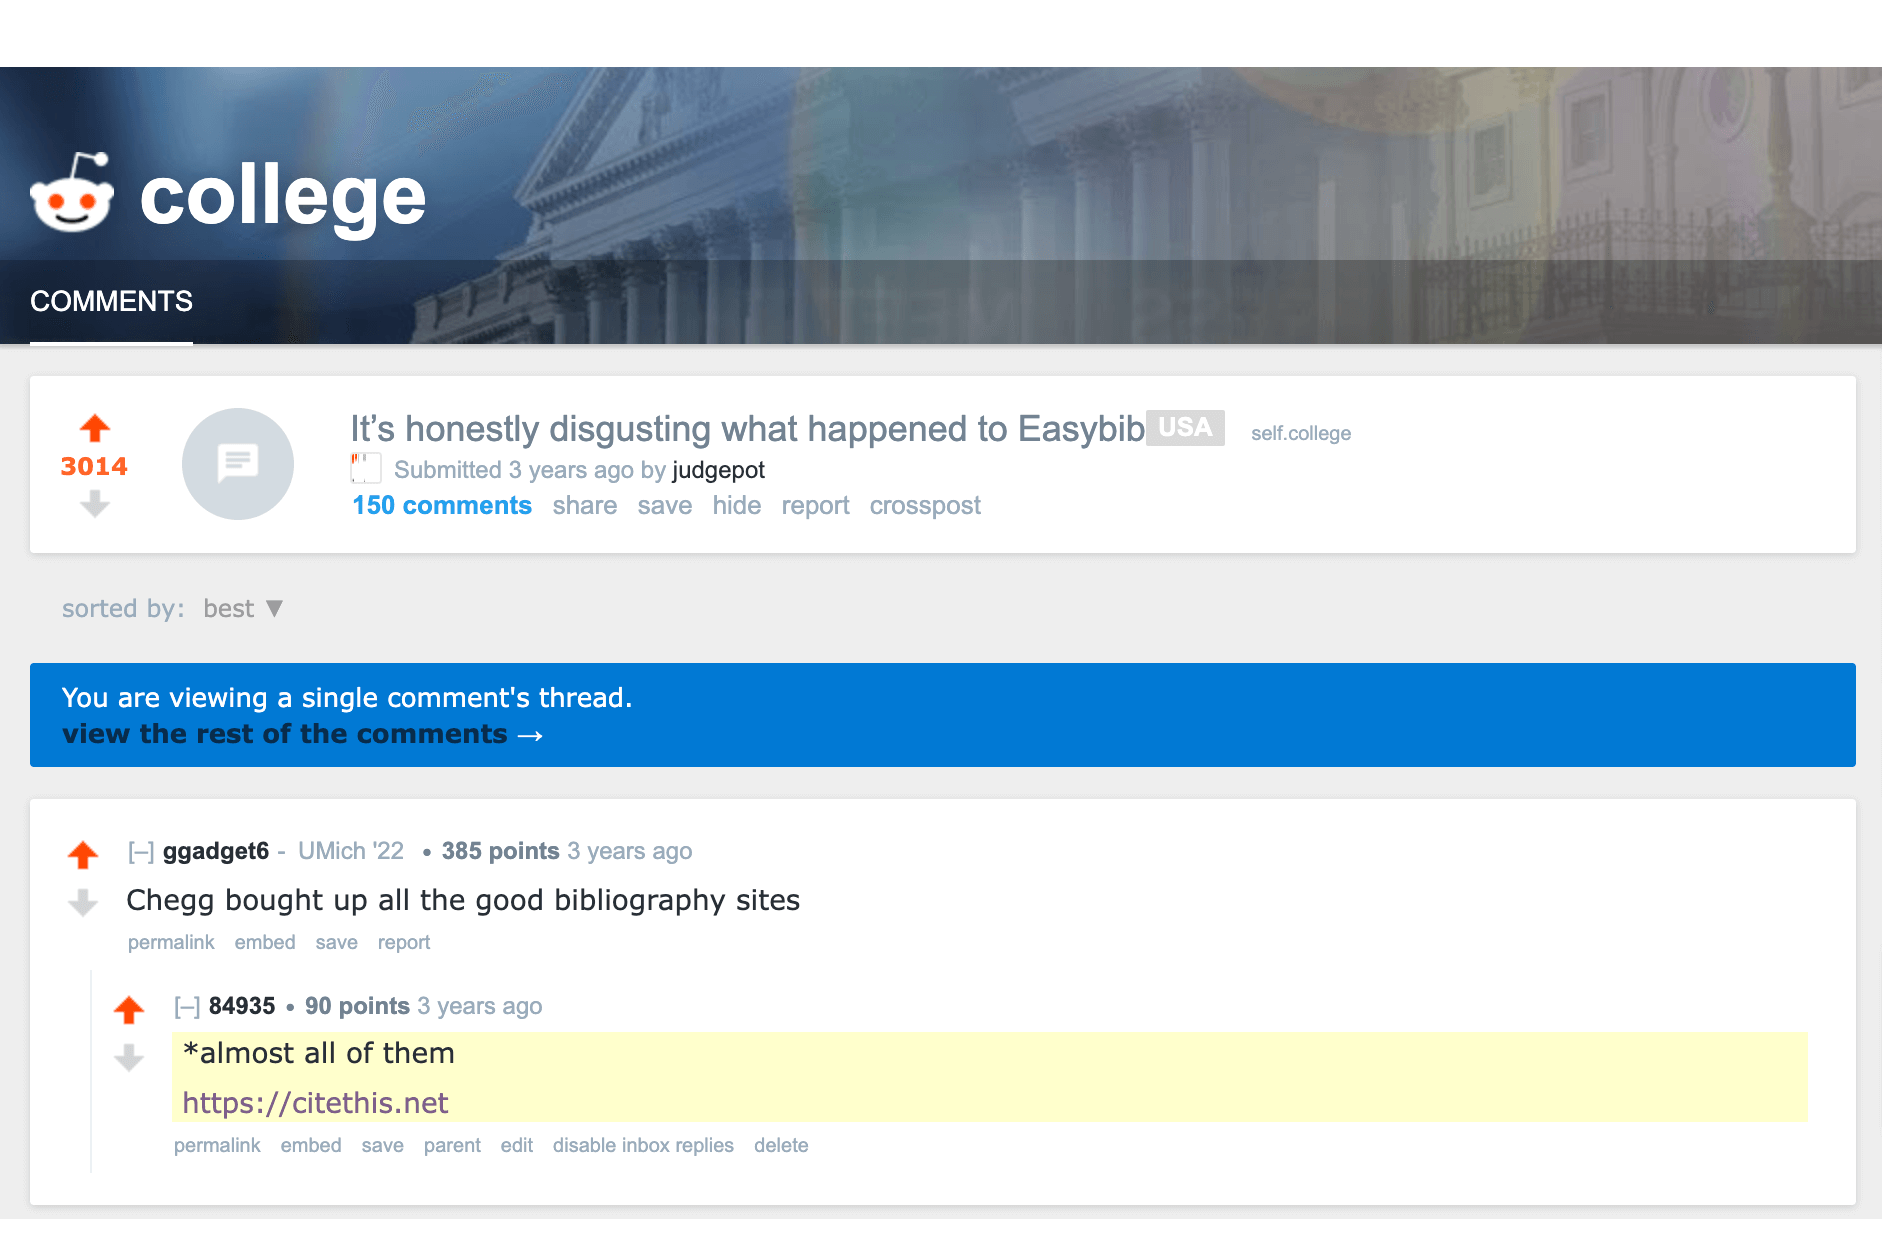 college
COMMENTS
It’s honestly disgusting what happened to Easybib USA self.college
3014
Submitted 3 years ago by judgepot
150 comments share save hide report crosspost
sorted by: best ▼
You are viewing a single comment's thread.
view the rest of the comments →
[–] ggadget6 - UMich '22 • 385 points 3 years ago
Chegg bought up all the good bibliography sites
permalink embed save report
[–] 84935 • 90 points 3 years ago
*almost all of them
https://citethis.net
permalink embed save parent edit disable inbox replies delete